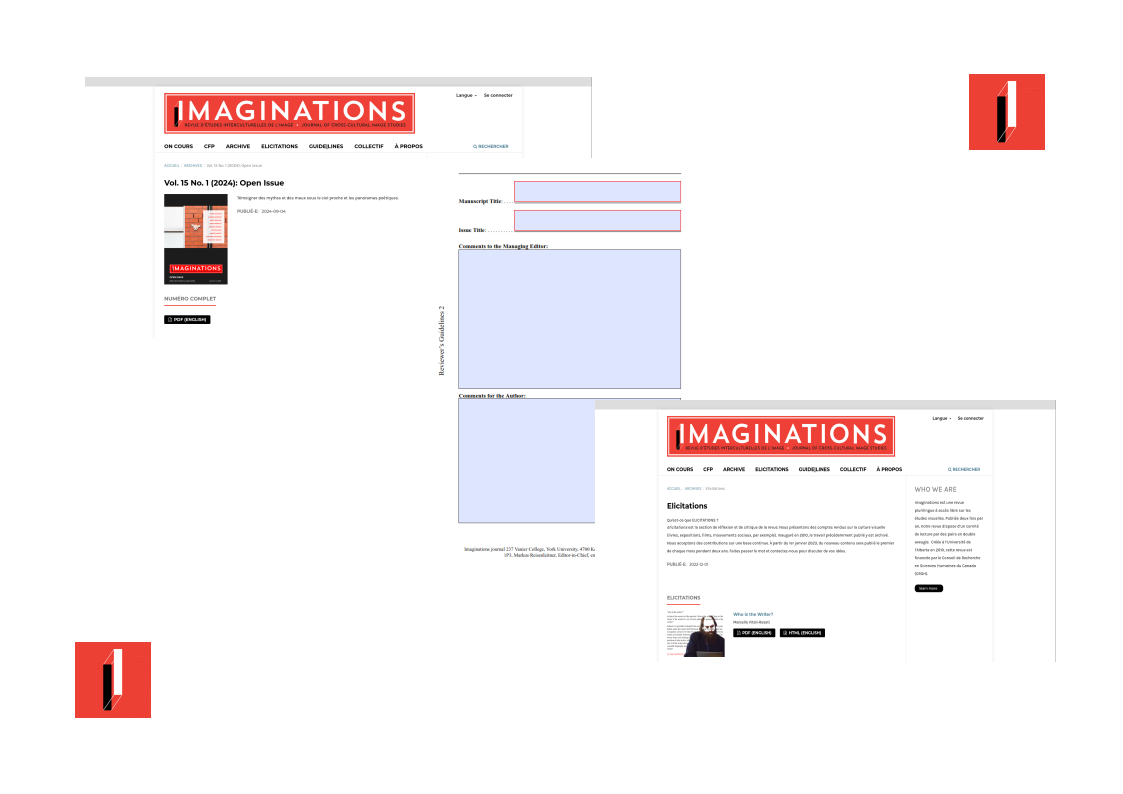 Langue
Se connecter
IMAGINATIONS
REVUE D'ÉTUDES INTERCULTURELLES DE L'IMAGE JOURNAL OF CROSS-CULTURAL IMAGE STUDIES
ON COURS CFP ARCHIVE ELICITATIONS GUIDE|LINES COLLECTIF À PROPOS
RECHERCHER
ACCUEIL / ARCHIVES / Vol. 15 No. 1 (2024): Open Issue
Vol. 15 No. 1 (2024): Open Issue
Témoigner des mythes et des maux sous le ciel proche et les panoramas poétiques.
PUBLIÉ-E: 2024-09-04
IMAGINATIONS
NUMÉRO COMPLET
PDF (ENGLISH)
Manuscript Title:
Issue Title:
Comments to the Managing Editor:
Reviewer's Guidelines 2
Comments for the Author:
Imaginations journal 237 Vanier College, York University, 4700 K
1P3. Markus Reisenleitner, Editor-in-Chief,
Langue
Se connecter
IMAGINATIONS
REVUE D'ÉTUDES INTERCULTURELLES DE L'IMAGE JOURNAL OF CROSS-CULTURAL IMAGE STUDIES
ON COURS CFP ARCHIVE ELICITATIONS GUIDE|LINES COLLECTIF À PROPOS
RECHERCHER
ACCUEIL / ARCHIVES / Elicitations
Elicitations
Qu'est-ce que ELICITATIONS ?
élicitations est la section de réflexion et de critique de la revue. Nous présentons des comptes rendus sur la culture visuelle
(livres, expositions, films, mouvements sociaux, par exemple). Inauguré en 2010, le travail précédemment publié est archivé.
Nous acceptons des contributions sur une base continue. À partir du 1er janvier 2023, du nouveau contenu sera publié le premier
de chaque mois pendant deux ans. Faites passer le mot et contactez-nous pour discuter de vos idées.
PUBLIÉ-E: 2022-12-01
ELICITATIONS
Who is the Writer?
Marcello Vitali-Rosati
PDF (ENGLISH) HTML (ENGLISH)
WHO WE ARE
Imaginations est une revue
plurilingue à accès libre sur les
études visuelles. Publiée deux fois par
an, notre revue dispose d'un comité
de lecture par des pairs en double
aveugle. Créée à l'Université de
l'Alberta en 2010, cette revue est
financée par le Conseil de Recherche
en Sciences Humaines du Canada
(CRSH).
learn more